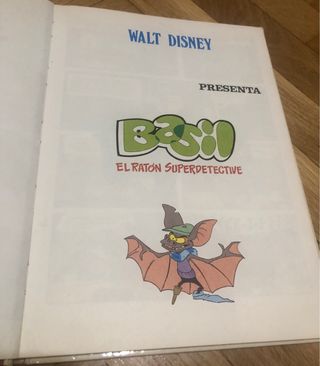 WALT DISNEY
PRESENTA
Basil
EL RATÓN SUPERDETECTIVE